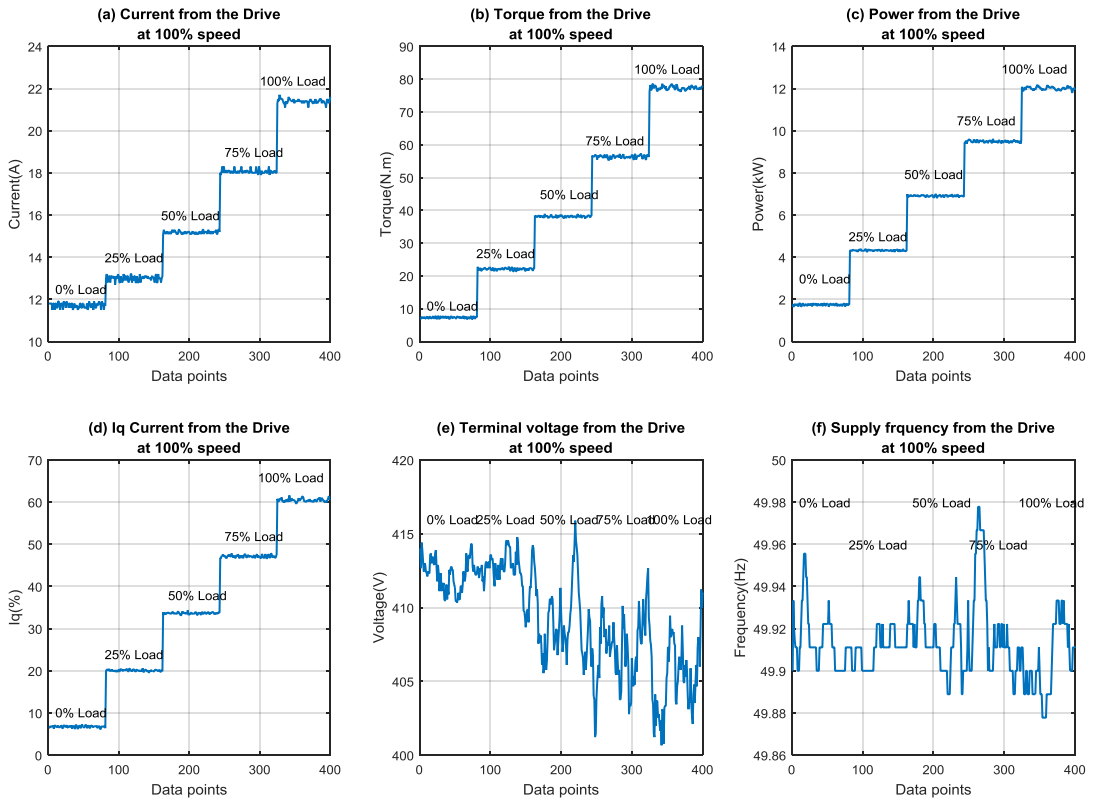 (a) Current from the Drive
at 100% speed
24
22
20
18
16
14
12
10
0
100
200
300
400
Current(A)
Data points
0% Load
25% Load
50% Load
75% Load
100% Load
(b) Torque from the Drive
at 100% speed
90
80
70
60
50
40
30
20
10
0
0
100
200
300
400
Torque(N.m)
Data points
0% Load
25% Load
50% Load
75% Load
100% Load
(c) Power from the Drive
at 100% speed
14
12
10
8
6
4
2
0
0
100
200
300
400
Power(kW)
Data points
0% Load
25% Load
50% Load
75% Load
100% Load
(d) Iq Current from the Drive
at 100% speed
70
60
50
40
30
20
10
0
0
100
200
300
400
Iq(%)
Data points
0% Load
25% Load
50% Load
75% Load
100% Load
(e) Terminal voltage from the Drive
at 100% speed
420
415
410
405
400
0
100
200
300
400
Voltage(V)
Data points
0% Load
25% Load
50% Load
75% Load
100% Load
(f) Supply frquency from the Drive
at 100% speed
50
49.98
49.96
49.94
49.92
49.9
49.88
49.86
0
100
200
300
400
Frequency(Hz)
Data points
0% Load
25% Load
50% Load
75% Load
100% Load